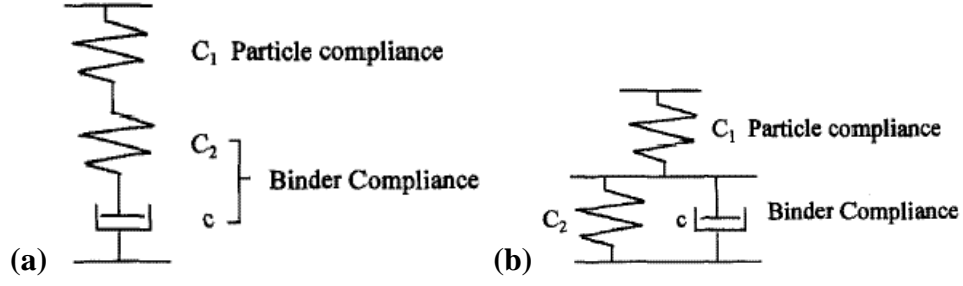 C₁ Particle compliance
C₂
Binder Compliance
c
(a)
C₁ Particle compliance
C₂
c
Binder Compliance
(b)